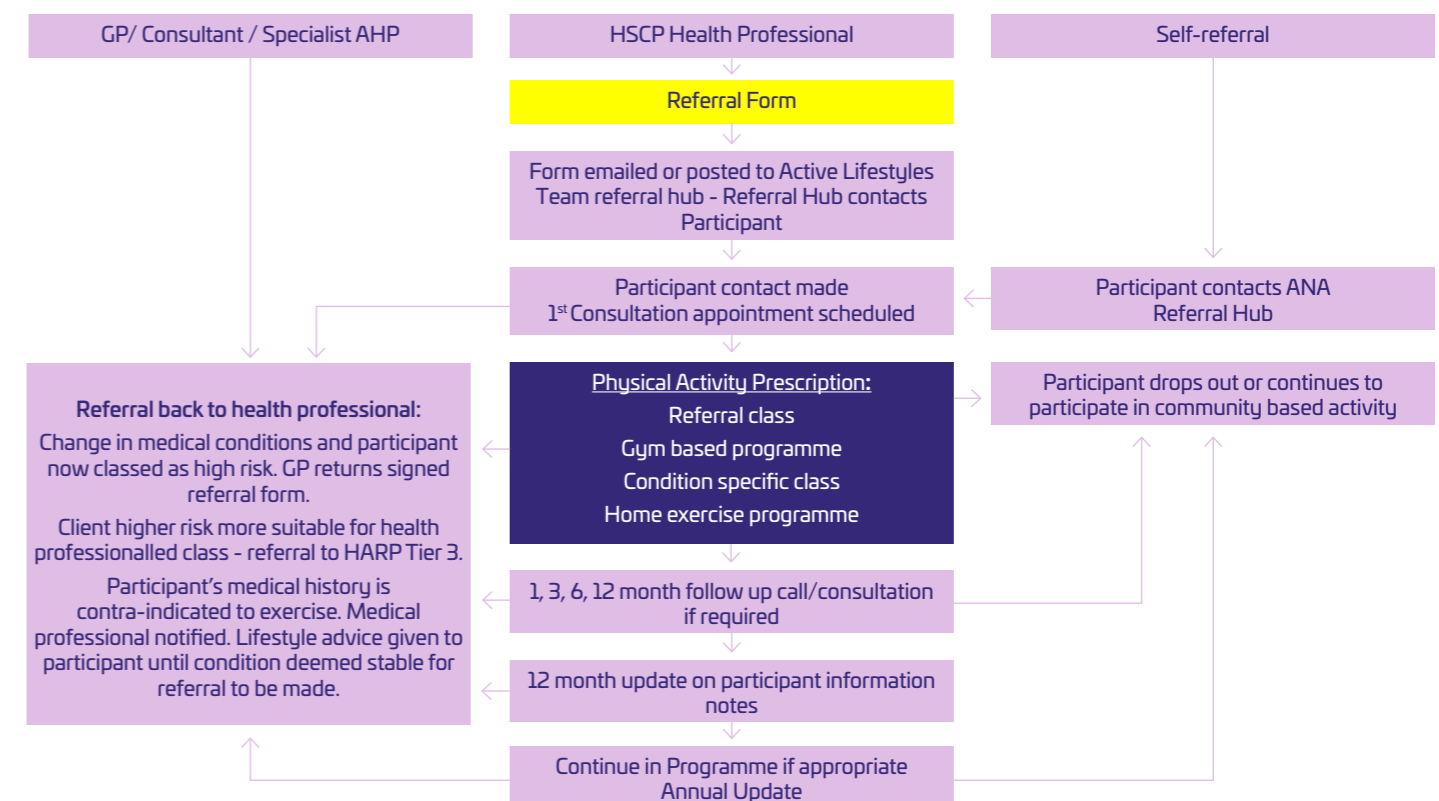 GP/ Consultant / Specialist AHP
HSCP Health Professional
Self-referral
Referral Form
Form emailed or posted to Active Lifestyles
Team referral hub - Referral Hub contacts
Participant
Participant contact made
1st Consultation appointment scheduled
Participant contacts ANA
Referral Hub
Referral back to health professional:
Change in medical conditions and participant
now classed as high risk. GP returns signed
referral form.
Client higher risk more suitable for health
professionalled class - referral to HARP Tier 3.
Participant's medical history is
contra-indicated to exercise. Medical
professional notified. Lifestyle advice given to
participant until condition deemed stable for
referral to be made.
Physical Activity Prescription:
Referral class
Gym based programme
Condition specific class
Home exercise programme
Participant drops out or continues to
participate in community based activity
1, 3, 6, 12 month follow up call/consultation
if required
12 month update on participant information
notes
Continue in Programme if appropriate
Annual Update